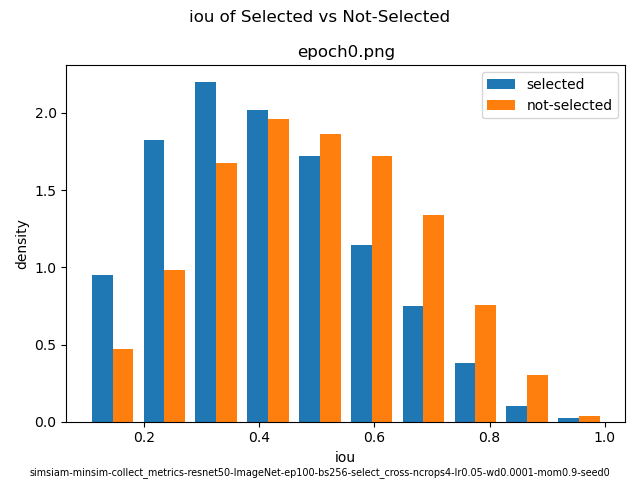 iou of Selected vs Not-Selected
epoch0.png
selected
not-selected
density
2.0
1.5
1.0
0.5
0.0
0.2
0.4
0.6
0.8
1.0
iou
simsiam-minsim-collect_metrics-resnet50-ImageNet-ep100-bs256-select_cross-ncrops4-lr0.05-wd0.0001-mom0.9-seed0